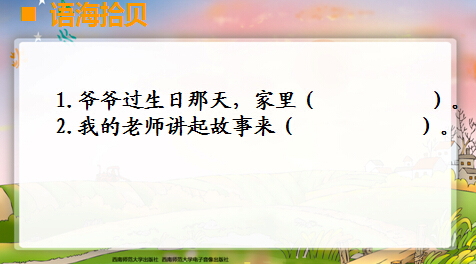 语海拾贝
1.爷爷过生日那天，家里（ ）。
2.我的老师讲起故事来（ ）。
西南师范大学出版社 西南师范大学电子音像出版社